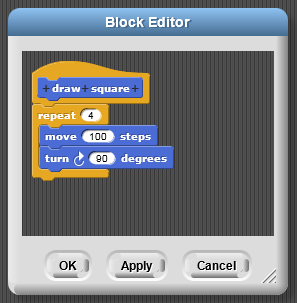 Block Editor
+ draw + square +
repeat 4
move 100 steps
turn 90 degrees
OK Apply Cancel